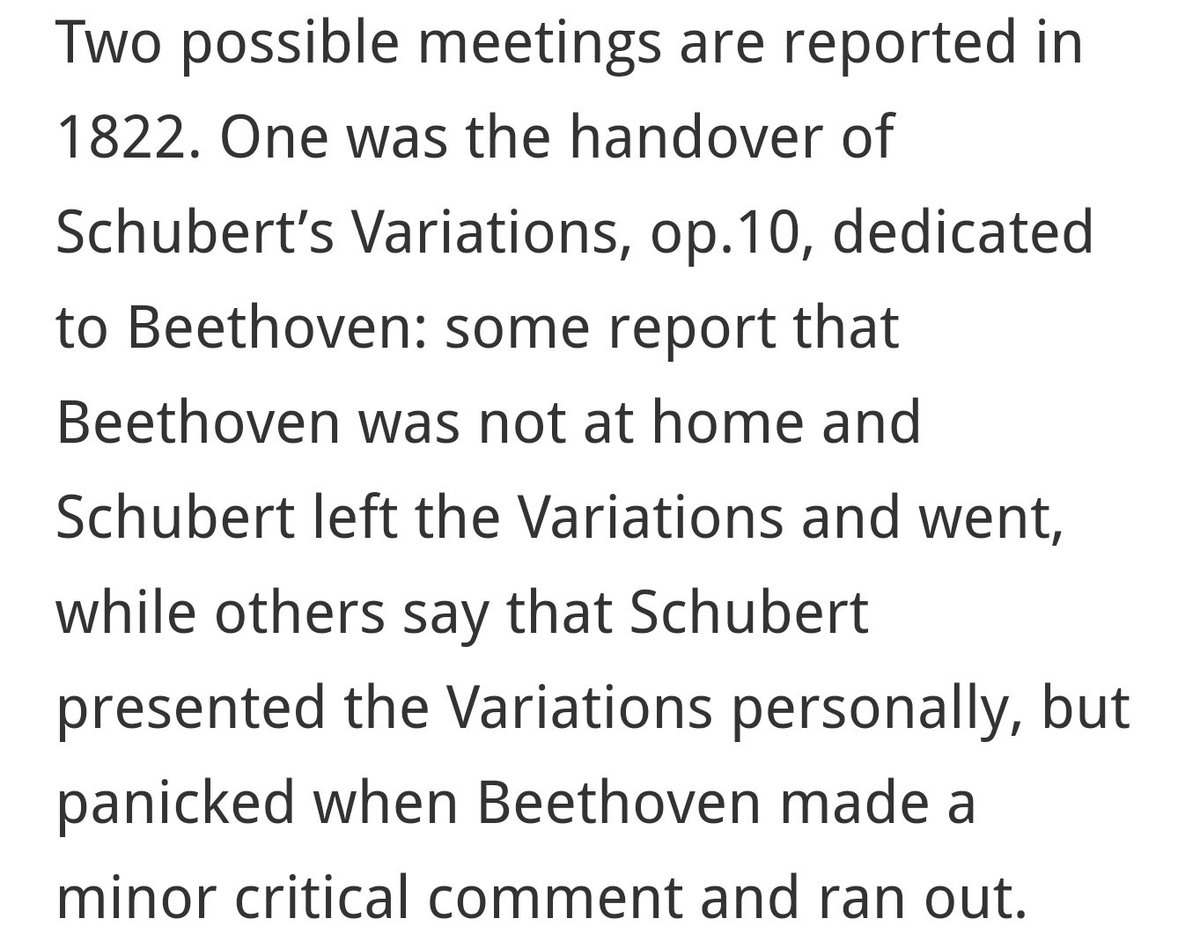 Two possible meetings are reported in
1822. One was the handover of
Schubert’s Variations, op.10, dedicated
to Beethoven: some report that
Beethoven was not at home and
Schubert left the Variations and went,
while others say that Schubert
presented the Variations personally, but
panicked when Beethoven made a
minor critical comment and ran out.